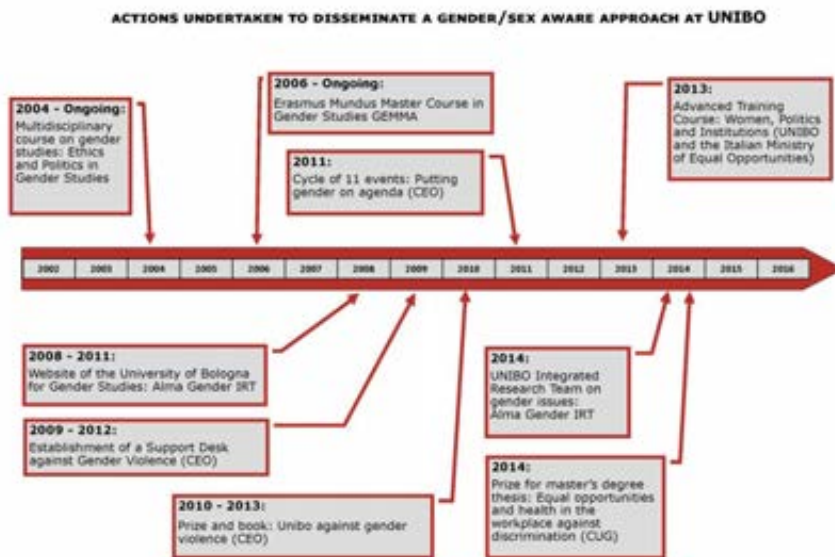 ACTIONS UNDERTAKEN TO DISSEMINATE A GENDER/SEX AWARE APPROACH AT UNIBO
2004 - Ongoing:
Multidisciplinary
course on gender
studies: Ethics
and Politics in
Gender Studies
2006 - Ongoing:
Erasmus Mundus Master Course in
Gender Studies GEMMA
2011:
Cycle of 11 events: Putting
gender on agenda (CEO)
2013:
Advanced Training
Course: Women, Politics
and Institutions (UNIBO
and the Italian Ministry
of Equal Opportunities)
2002 2003 2004 2005 2006 2007 2008 2009 2010 2011 2012 2013 2014 2015 2016
2008 - 2011:
Website of the University of Bologna
for Gender Studies: Alma Gender IRT
2009 - 2012:
Establishment of a Support Desk
against Gender Violence (CEO)
2010 - 2013:
Prize and book: Unibo against gender
violence (CEO)
2014:
UNIBO Integrated
Research Team on
gender issues:
Alma Gender IRT
2014:
Prize for master's degree
thesis: Equal opportunities
and health in the
workplace against
discrimination (CUG)